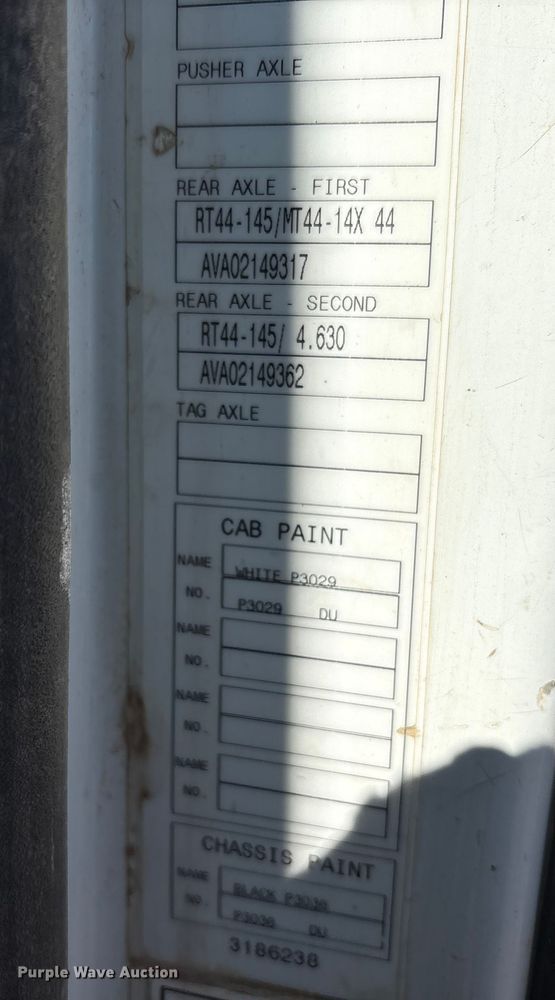 PUSHER AXLE
REAR AXLE - FIRST
RT44-145/MT44-14X 44
AVA02149317
REAR AXLE - SECOND
RT44-145/ 4.630
AVA02149362
TAG AXLE
CAB PAINT
NAME WHITE P3029
NO. P3029 DU
NAME
NO.
NAME
NO.
NAME
NO.
CHASSIS PAINT
NAME BLACK P3036
NO. P3036 DU
3186238
Purple Wave Auction